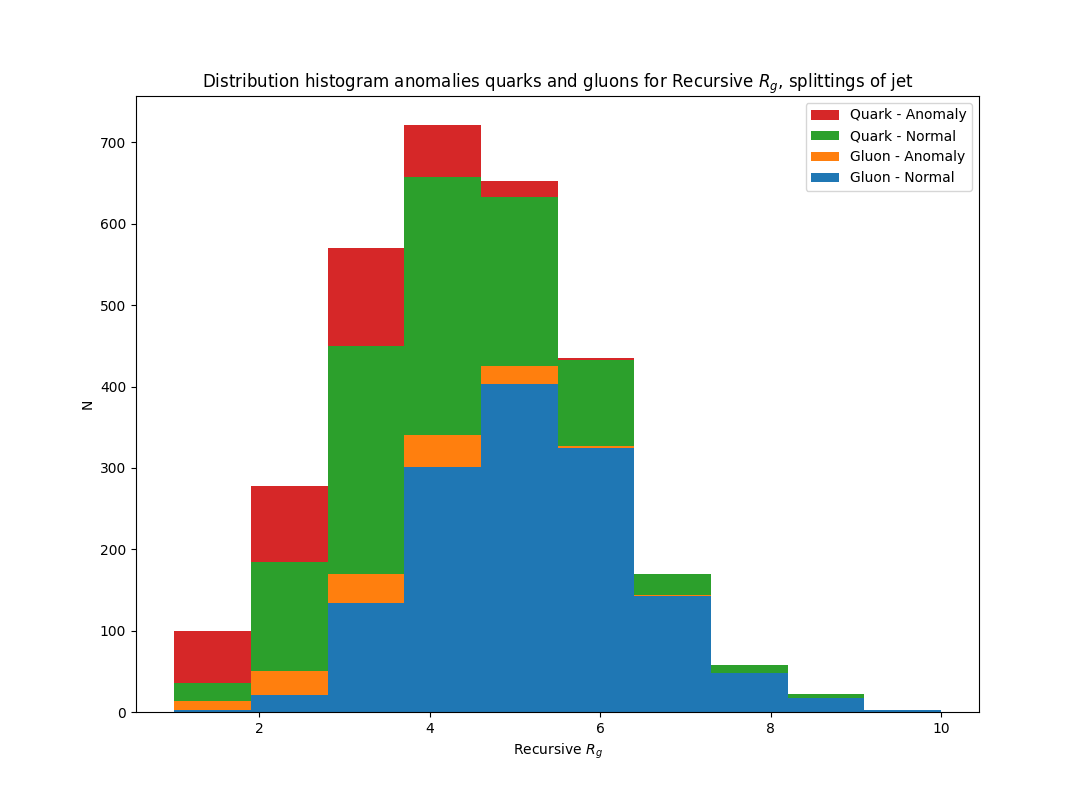 Distribution histogram anomalies quarks and gluons for Recursive $R_g$, splittings of jet
Quark - Anomaly
Quark - Normal
Gluon - Anomaly
Gluon - Normal
700
600
500
400
300
200
100
0
N
2 4 6 8 10
Recursive $R_g$